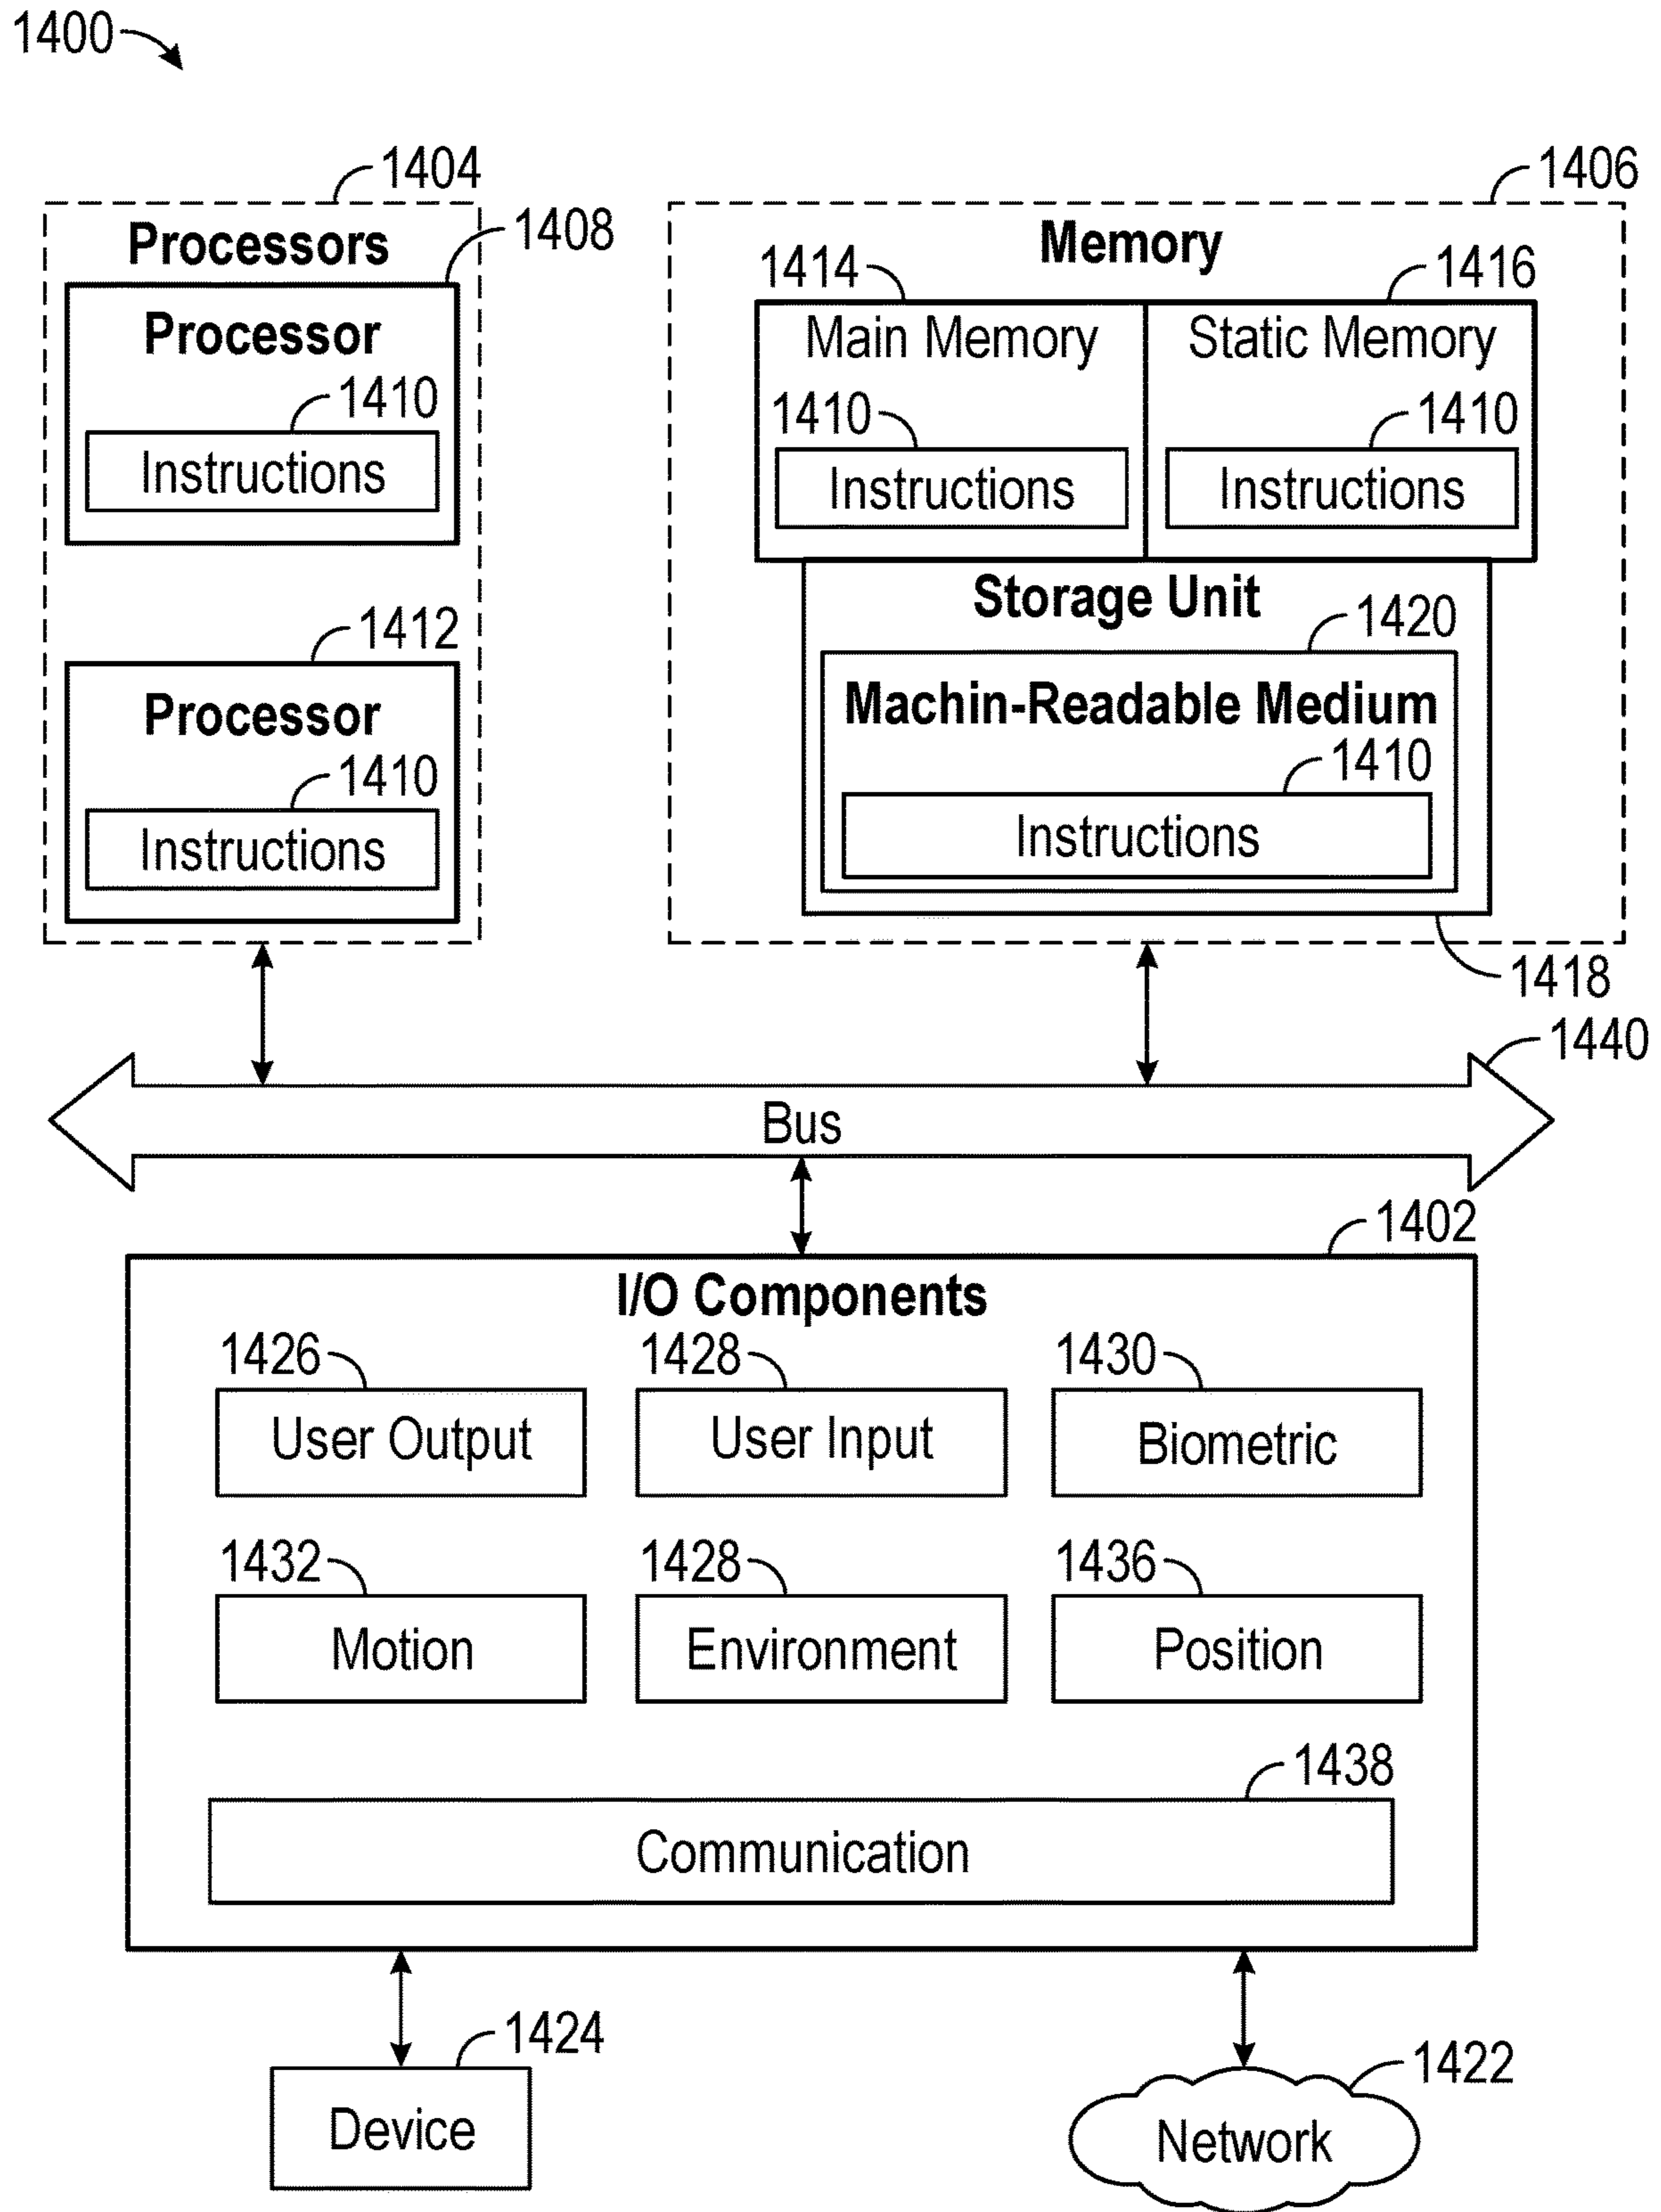 1400
1404
1406
Processors
1408
Memory
1414
1416
Processor
Main Memory
Static Memory
1410
1410
1410
Instructions
Instructions
Instructions
Storage Unit
1412
1420
Processor
Machin-Readable Medium
1410
1410
Instructions
Instructions
1418
1440
Bus
1402
I/O Components
1426
1428
1430
User Output
User Input
Biometric
1432
1428
1436
Motion
Environment
Position
1438
Communication
1424
1422
Device
Network